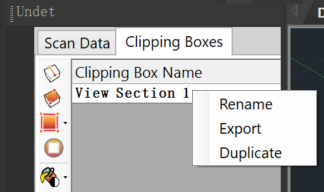 Undet
Scan Data Clipping Boxes
Clipping Box Name
View Section 1
Rename
Export
Duplicate